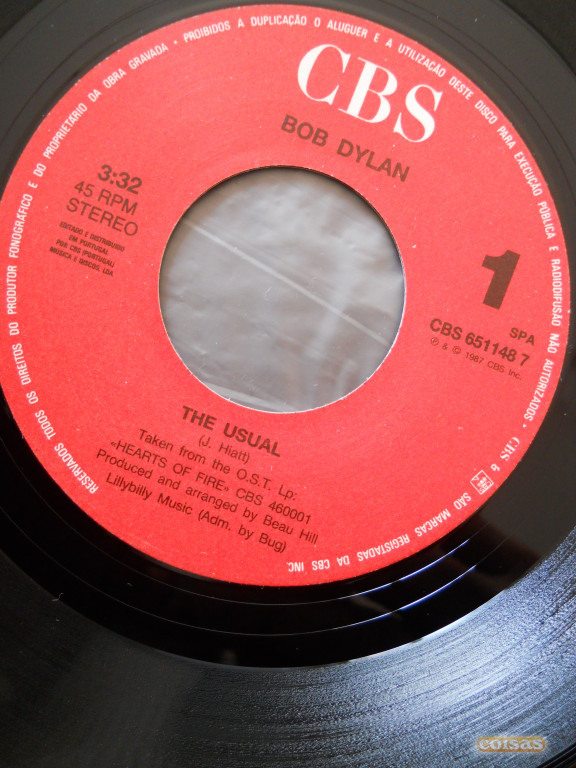 RESERVADOS TODOS OS DIREITOS DO PRODUTOR FONOGRÁFICO E DO PROPRIETÁRIO DA OBRA GRAVADA • PROIBIDOS A DUPLICAÇÃO O ALUGUER E A UTILIZAÇÃO DESTE DISCO PARA EXECUÇÃO PÚBLICA E RADIODIFUSÃO NÃO AUTORIZADOS • CBS & SÃO MARCAS REGISTADAS DA CBS INC.
CBS
BOB DYLAN
3:32
45 RPM
STEREO
EDITADO E DISTRIBUIDO
EM PORTUGAL
POR CBS (PORTUGAL)
MÚSICA E DISCOS, LDA
1
SPA
CBS 651148 7
℗ & © 1987 CBS Inc.
THE USUAL
(J. Hiatt)
Taken from the O.S.T. Lp:
«HEARTS OF FIRE» CBS 460001
Produced and arranged by Beau Hill
Lillybilly Music (Adm. by Bug)
coisas